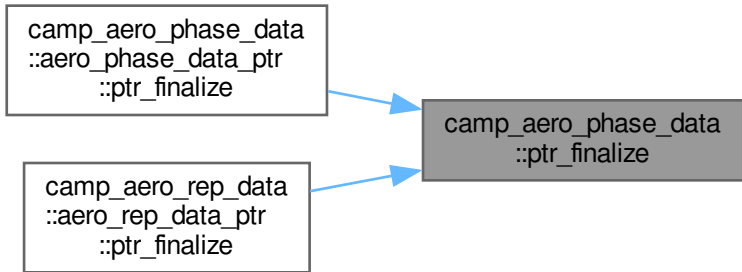 camp_aero_phase_data
::aero_phase_data_ptr
::ptr_finalize
camp_aero_phase_data
::ptr_finalize
camp_aero_rep_data
::aero_rep_data_ptr
::ptr_finalize